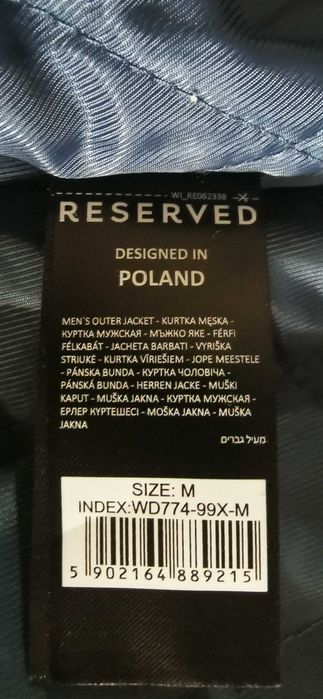 WI_RE062338
RESERVED
DESIGNED IN
POLAND
MEN´S OUTER JACKET - KURTKA MĘSKA -
КУРТКА МУЖСКАЯ - МЪЖКО ЯКЕ - FÉRFI
FÉLKABÁT - JACHETA BARBATI - VYRIŠKA
STRIUKE - KURTKA VĪRIEŠIEM - JOPE MEESTELE
- PÁNSKA BUNDA - КУРТКА ЧОЛОВІЧА -
PÁNSKÁ BUNDA - HERREN JACKE - MUŠKI
KAPUT - MUŠKA JAKNA - КУРТКА МУЖСКАЯ -
ЕРЛЕР КУРТЕШЕСІ - MOŠKA JAKNA - MUŠKA
JAKNA
מעיל גברים
SIZE: M
INDEX:WD774-99X-M
5 902164 889215